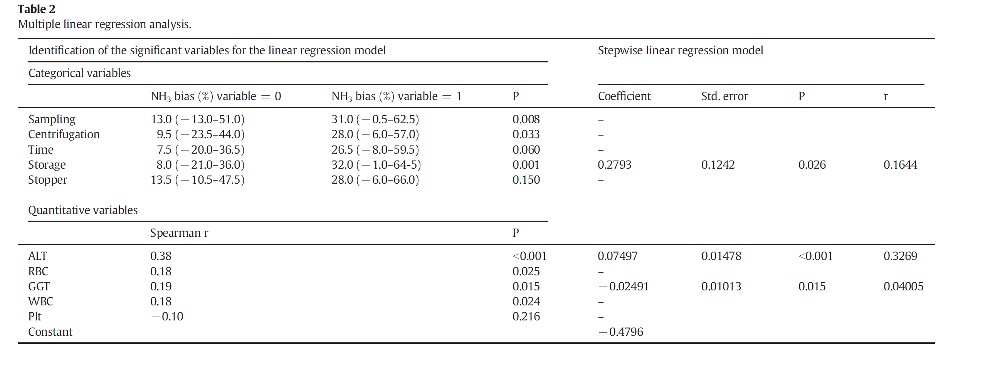 Table 2
Multiple linear regression analysis.
Identification of the significant variables for the linear regression model Stepwise linear regression model
Categorical variables
NH₃ bias (%) variable = 0 NH₃ bias (%) variable = 1 P Coefficient Std. error P r
Sampling 13.0 (−13.0–51.0) 31.0 (−0.5–62.5) 0.008 –
Centrifugation 9.5 (−23.5–44.0) 28.0 (−6.0–57.0) 0.033 –
Time 7.5 (−20.0–36.5) 26.5 (−8.0–59.5) 0.060 –
Storage 8.0 (−21.0–36.0) 32.0 (−1.0–64-5) 0.001 0.2793 0.1242 0.026 0.1644
Stopper 13.5 (−10.5–47.5) 28.0 (−6.0–66.0) 0.150 –
Quantitative variables
Spearman r P
ALT 0.38 <0.001 0.07497 0.01478 <0.001 0.3269
RBC 0.18 0.025 –
GGT 0.19 0.015 −0.02491 0.01013 0.015 0.04005
WBC 0.18 0.024 –
Plt −0.10 0.216 –
Constant −0.4796